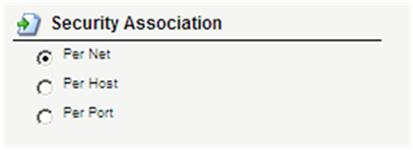 Security Association
Per Net
Per Host
Per Port